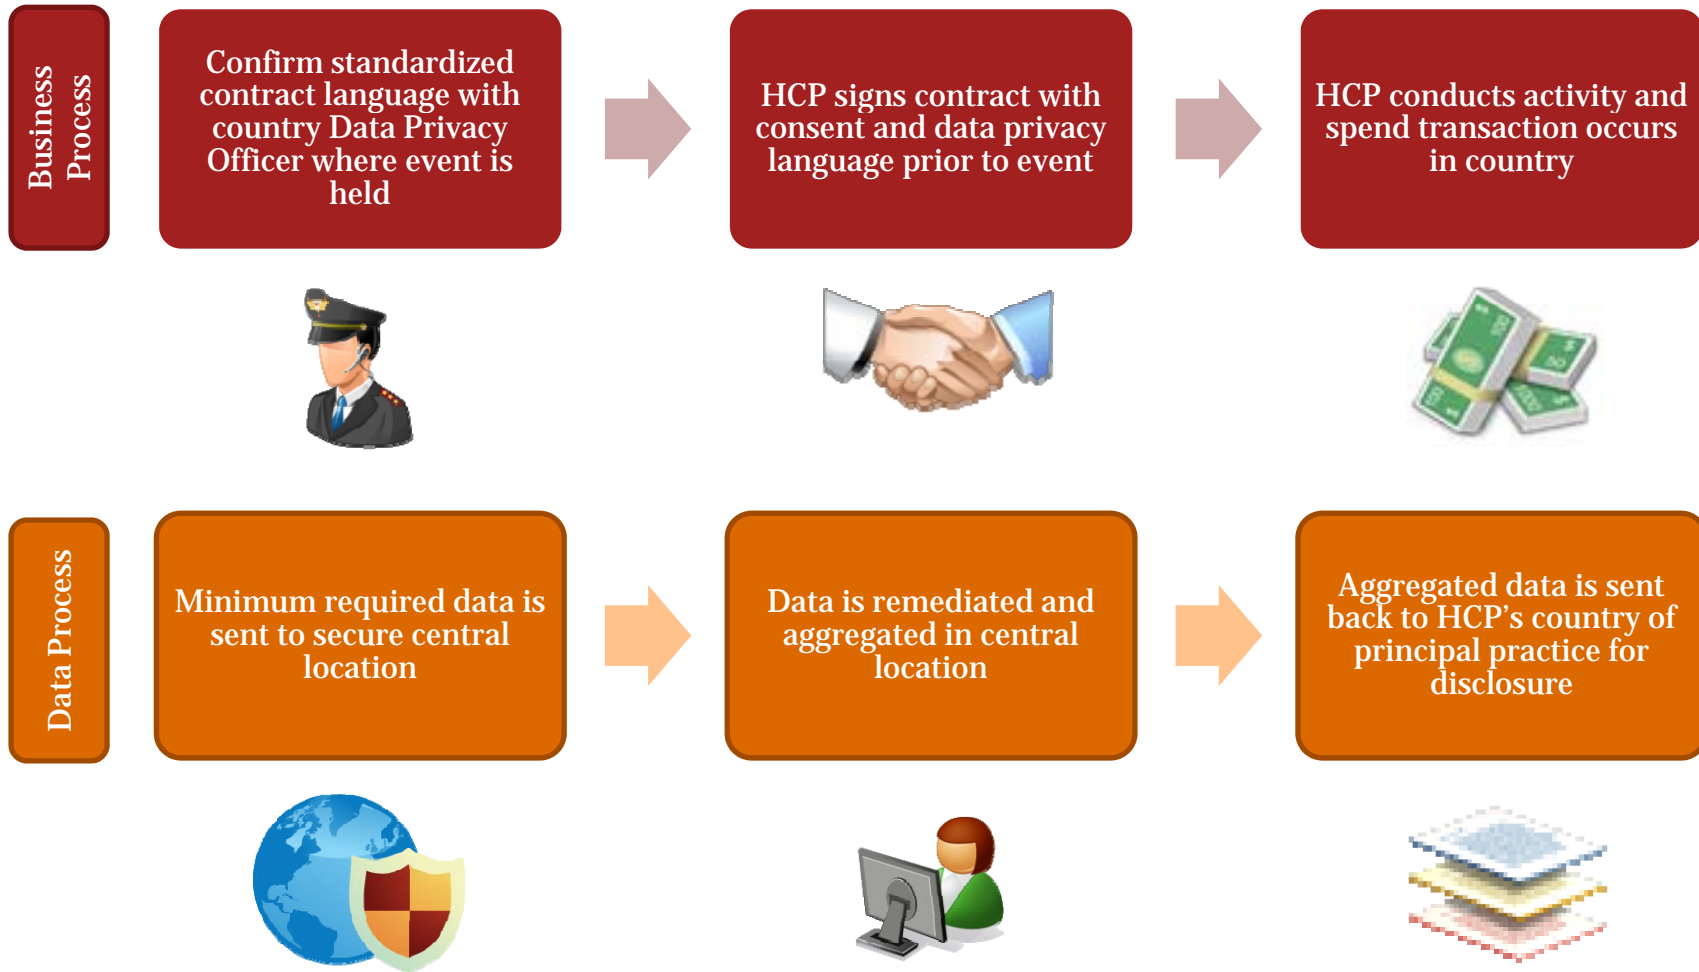 Business
Process
Confirm standardized
contract language with
country Data Privacy
Officer where event is
held
HCP signs contract with
consent and data privacy
language prior to event
HCP conducts activity and
spend transaction occurs
in country
Data Process
Minimum required data is
sent to secure central
location
Data is remediated and
aggregated in central
location
Aggregated data is sent
back to HCP’s country of
principal practice for
disclosure